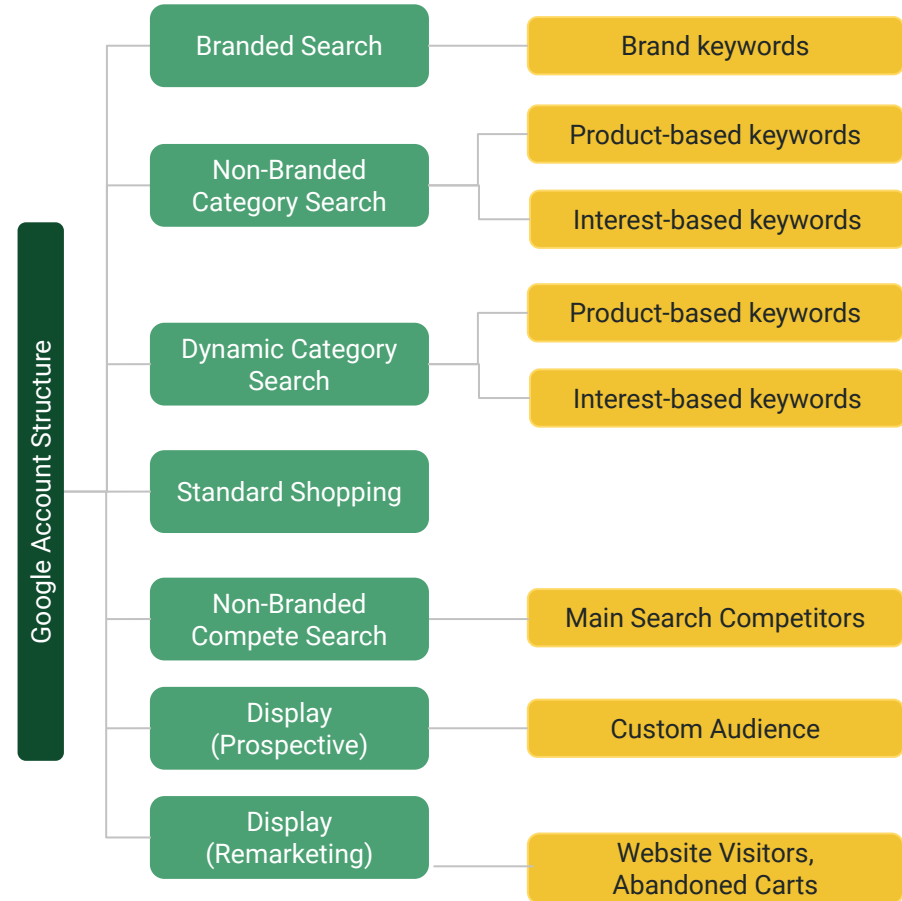 Google Account Structure
Branded Search
Brand keywords
Non-Branded
Category Search
Product-based keywords
Interest-based keywords
Dynamic Category
Search
Product-based keywords
Interest-based keywords
Standard Shopping
Non-Branded
Compete Search
Main Search Competitors
Display
(Prospective)
Custom Audience
Display
(Remarketing)
Website Visitors,
Abandoned Carts